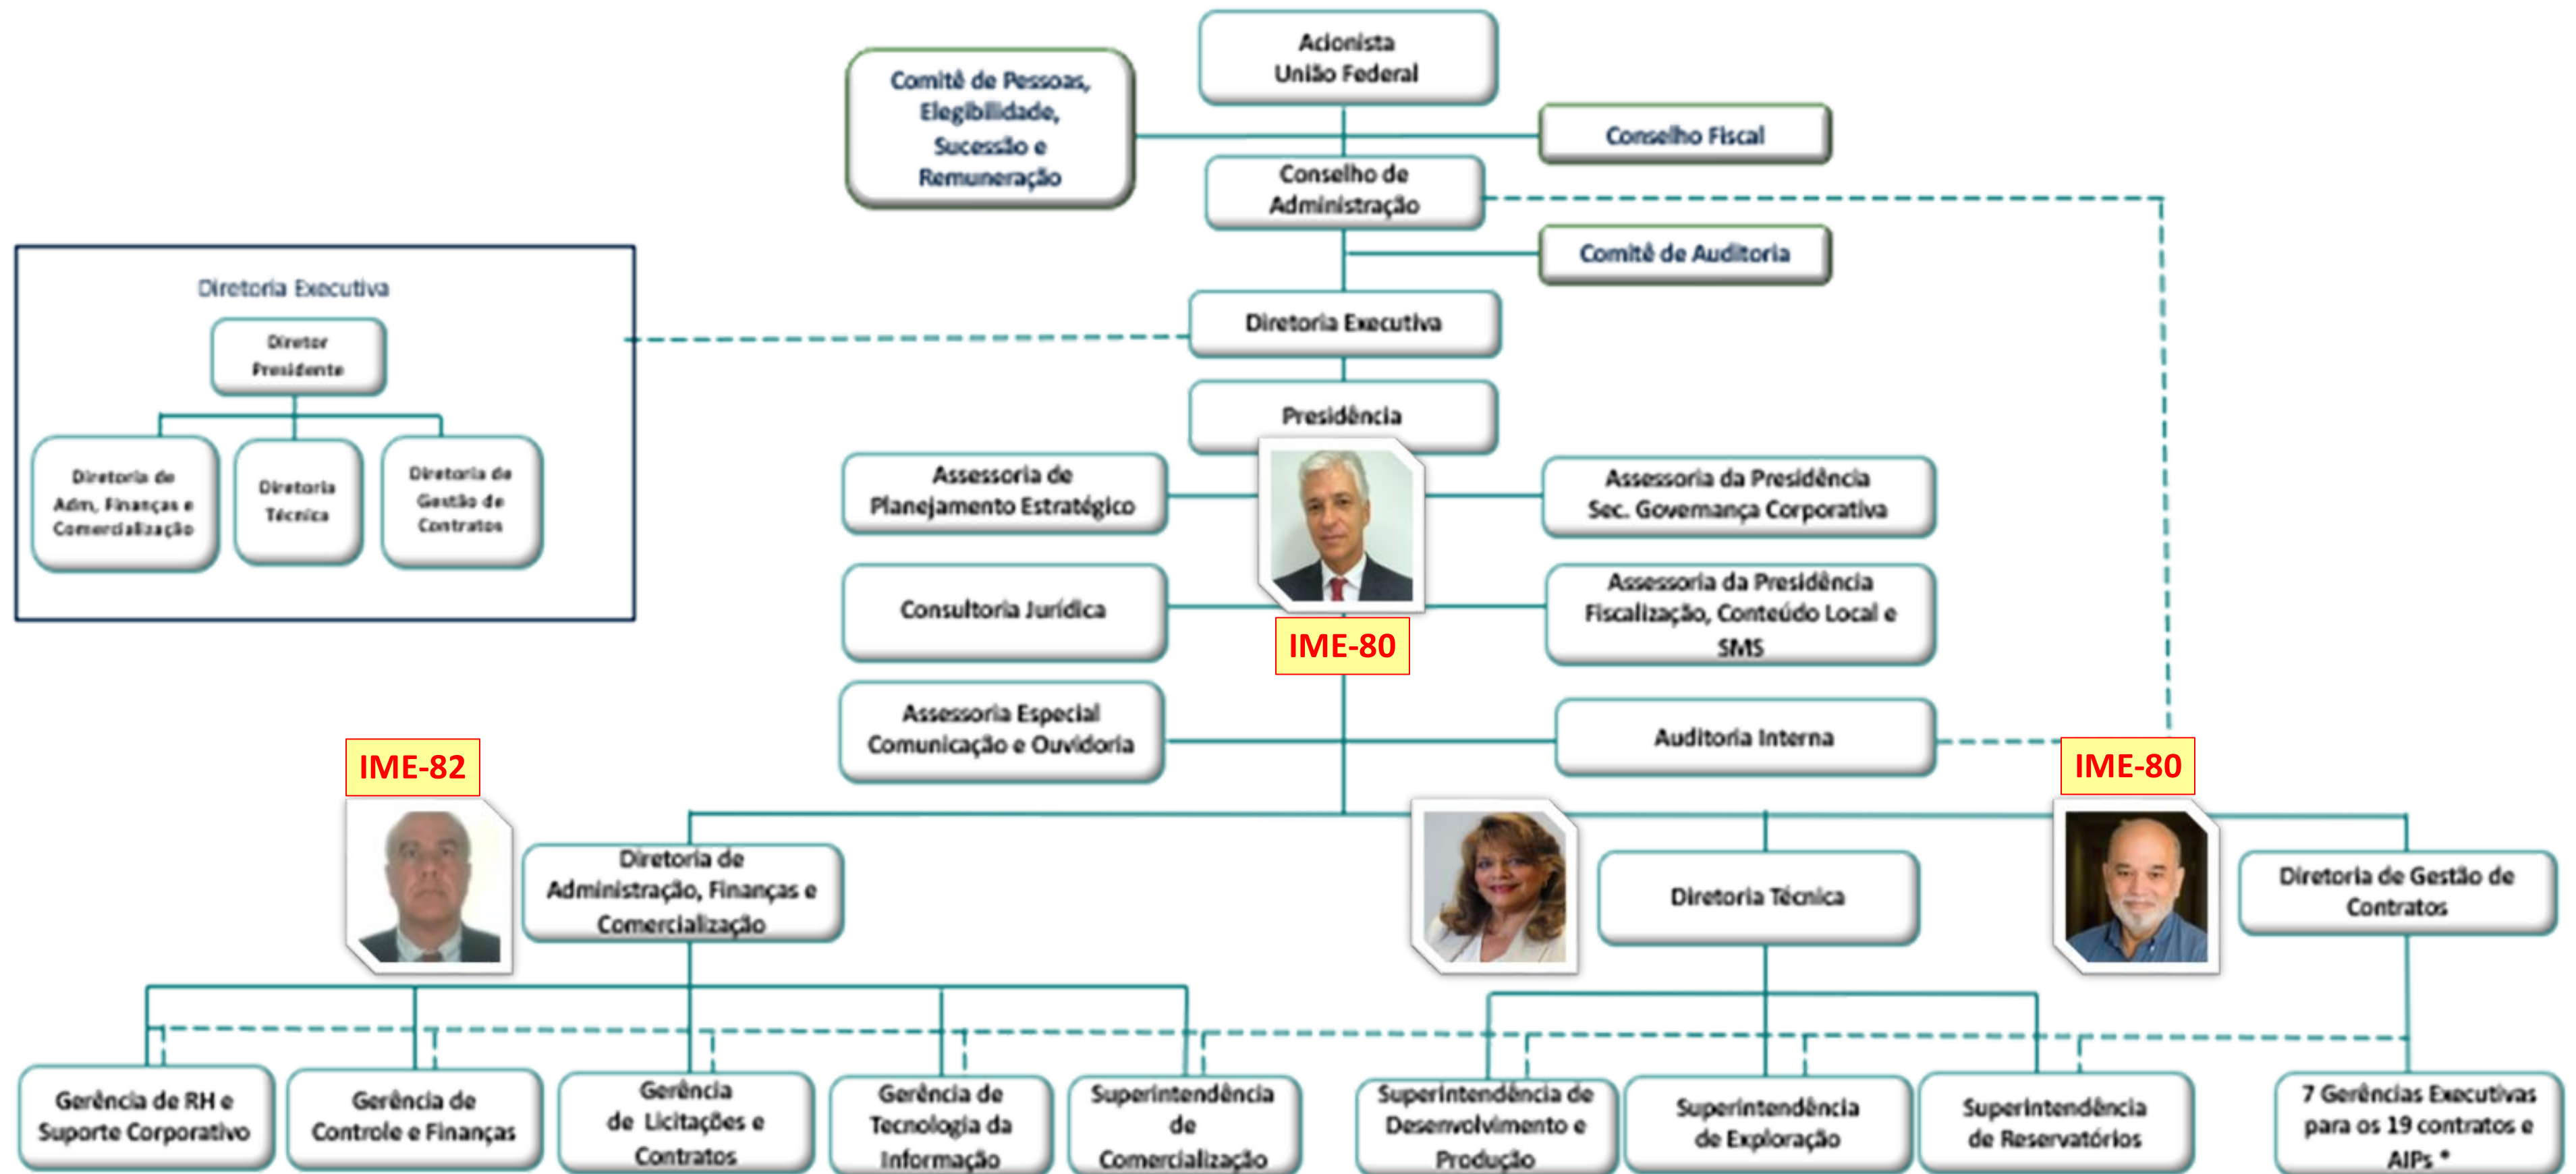 Acionista
União Federal
Comitê de Pessoas,
Elegibilidade,
Sucessão e
Remuneração
Conselho Fiscal
Conselho de
Administração
Comitê de Auditoria
Diretoria Executiva
Diretor
Presidente
Diretoria de
Adm, Finanças e
Comercialização
Diretoria
Técnica
Diretoria de
Gestão de
Contratos
Diretoria Executiva
Presidência
Assessoria de
Planejamento Estratégico
Assessoria da Presidência
Sec. Governança Corporativa
Consultoria Jurídica
Assessoria da Presidência
Fiscalização, Conteúdo Local e
SMS
IME-80
Assessoria Especial
Comunicação e Ouvidoria
Auditoria Interna
IME-82
IME-80
Diretoria de
Administração, Finanças e
Comercialização
Diretoria Técnica
Diretoria de Gestão de
Contratos
Gerência de RH e
Suporte Corporativo
Gerência de
Controle e Finanças
Gerência
de Licitações e
Contratos
Gerência de
Tecnologia da
Informação
Superintendência
de
Comercialização
Superintendência de
Desenvolvimento e
Produção
Superintendência
de Exploração
Superintendência
de Reservatórios
7 Gerências Executivas
para os 19 contratos e
AIPs *